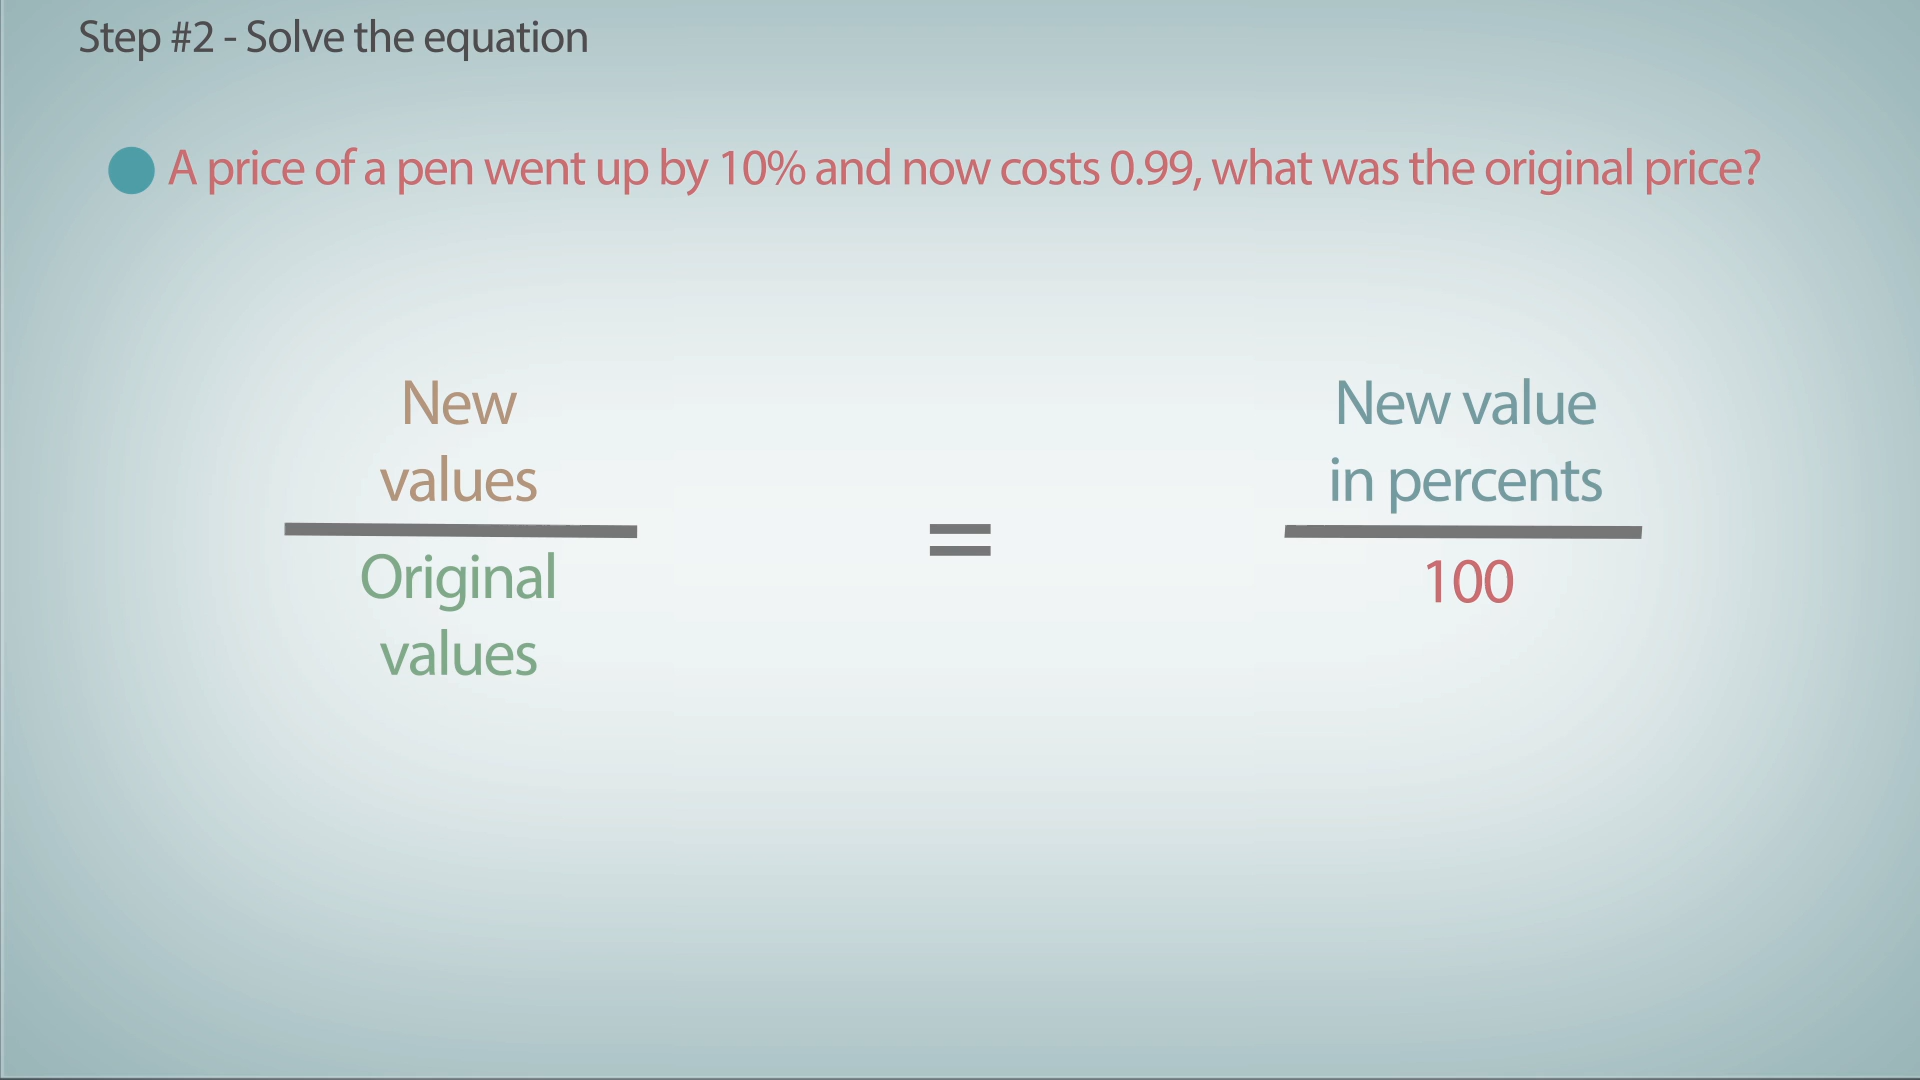 Step #2 - Solve the equation
A price of a pen went up by 10% and now costs 0.99, what was the original price?
New
values
Original
values
=
New value
in percents
100